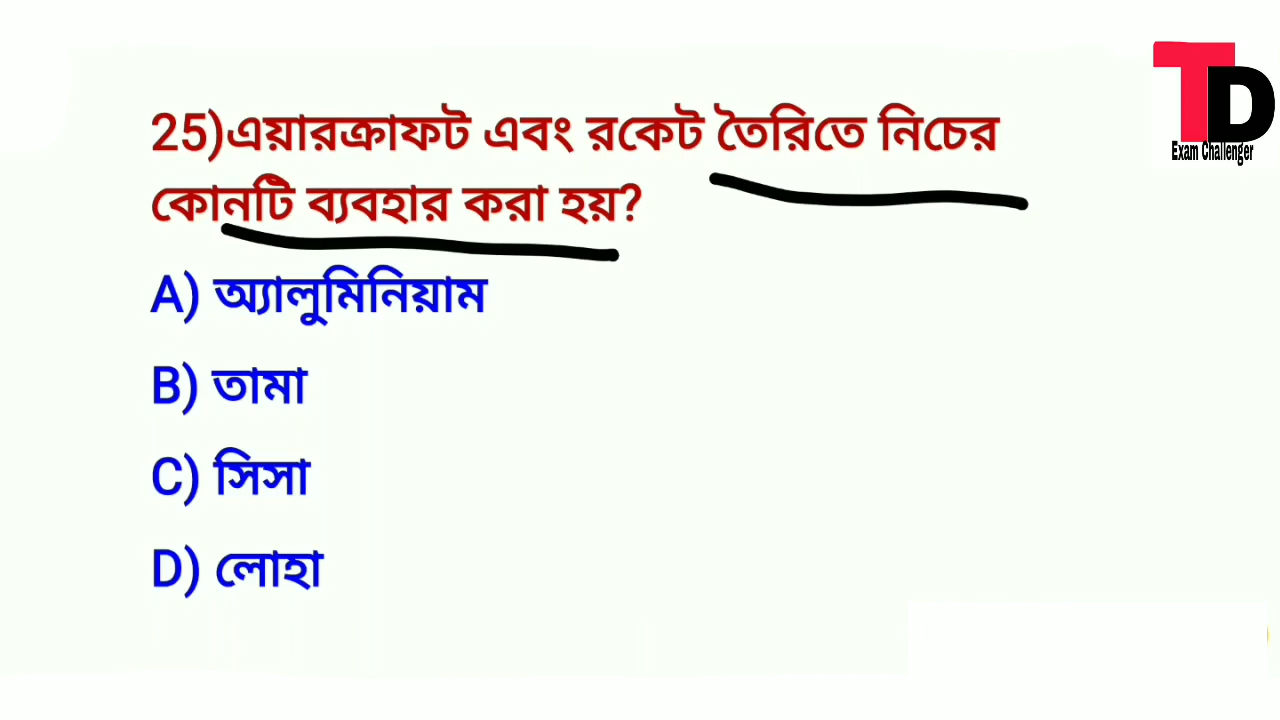 25)এয়ারক্রাফট এবং রকেট তৈরিতে নিচের
কোনটি ব্যবহার করা হয়?
A) অ্যালুমিনিয়াম
B) তামা
C) সিসা
D) লোহা
TD
Exam Challenger